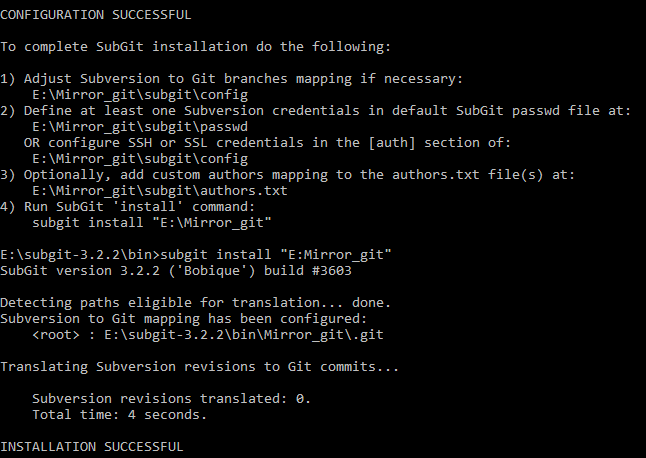 CONFIGURATION SUCCESSFUL
To complete SubGit installation do the following:
1) Adjust Subversion to Git branches mapping if necessary:
E:\Mirror_git\subgit\config
2) Define at least one Subversion credentials in default SubGit passwd file at:
E:\Mirror_git\subgit\passwd
OR configure SSH or SSL credentials in the [auth] section of:
E:\Mirror_git\subgit\config
3) Optionally, add custom authors mapping to the authors.txt file(s) at:
E:\Mirror_git\subgit\authors.txt
4) Run SubGit 'install' command:
subgit install "E:\Mirror_git"
E:\subgit-3.2.2\bin>subgit install "E:Mirror_git"
SubGit version 3.2.2 ('Bobique') build #3603
Detecting paths eligible for translation... done.
Subversion to Git mapping has been configured:
<root> : E:\subgit-3.2.2\bin\Mirror_git\.git
Translating Subversion revisions to Git commits...
Subversion revisions translated: 0.
Total time: 4 seconds.
INSTALLATION SUCCESSFUL